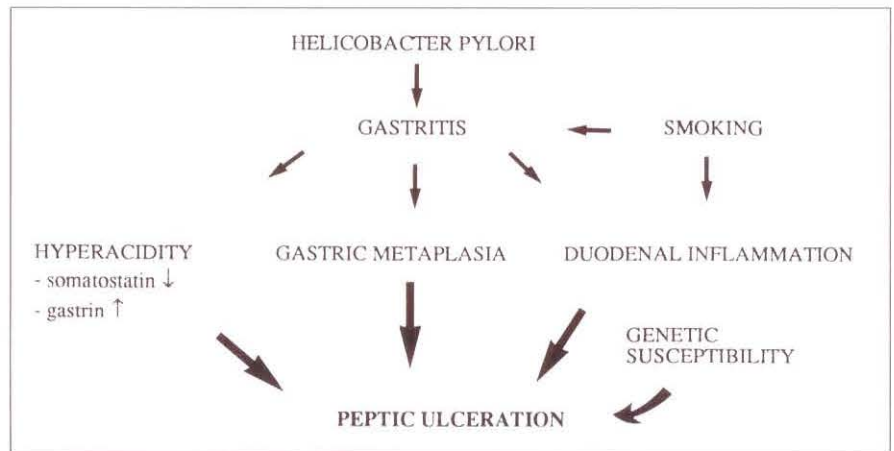 HELICOBACTER PYLORI
GASTRITIS
SMOKING
HYPERACIDITY
- somatostatin ↓
- gastrin ↑
GASTRIC METAPLASIA
DUODENAL INFLAMMATION
GENETIC
SUSCEPTIBILITY
PEPTIC ULCERATION